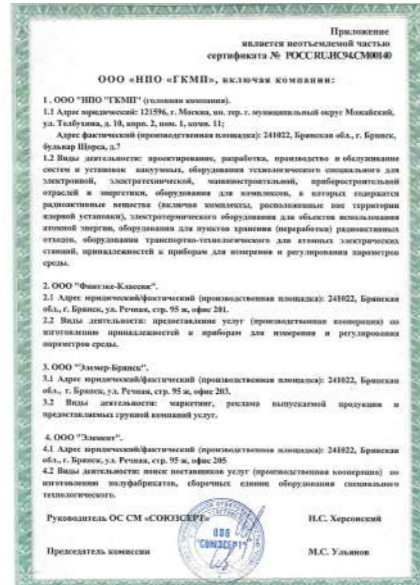 Приложение
является неотъемлемой частью
сертификата № РОСС RU.ИС94.СМ00140
ООО «НПО «ГКМП», включая компании:
1. ООО "НПО "ГКМП" (головная компания).
1.1 Адрес юридический: 121596, г. Москва, вн. тер. г. муниципальный округ Можайский,
ул. Толбухина, д. 10, корп. 2, пом. 1, комн. 11;
Адрес фактический (производственная площадка): 241022, Брянская обл., г. Брянск,
бульвар Щорса, д.7
1.2 Виды деятельности: проектирование, разработка, производство и обслуживание
систем и установок вакуумных, оборудования технологического специального для
электронной, электротехнической, машиностроительной, приборостроительной
отраслей и энергетики, оборудования для комплексов, в которых содержатся
радиоактивные вещества (включая комплексы, расположенные вне территории
ядерной установки), электротермического оборудования для объектов использования
атомной энергии, оборудования для пунктов хранения (переработки) радиоактивных
отходов, оборудования транспортно-технологического для атомных электрических
станций, принадлежностей к приборам для измерения и регулирования параметров
среды.
2. ООО
2.1 Адрес юридический/фактический (производственная площадка): 241022, Брянская
обл., г. Брянск, ул. Речная, стр. 95 ж, офис 201.
2.2 Виды деятельности: предоставление услуг (производственная кооперация) по
изготовлению принадлежностей к приборам для измерения и регулирования
параметров среды.
3. ООО "Элемер-Брянск".
3.1 Адрес юридический/фактический (производственная площадка): 241022, Брянская
обл., г. Брянск, ул. Речная, стр. 95 ж, офис 203.
3.2 Виды деятельности: маркетинг, реклама выпускаемой продукции и
предоставляемых группой компаний услуг.
4. ООО "Элемент".
4.1 Адрес юридический/фактический (производственная площадка): 241022, Брянская
обл., г. Брянск, ул. Речная, стр. 95 ж, офис 205
4.2 Виды деятельности: поиск поставщиков услуг (производственная кооперация) по
изготовлению полуфабрикатов, сборочных единиц оборудования специального
технологического.
Руководитель ОС СМ «СОЮЗСЕРТ»
Н.С. Херсонский
ООО
"СОЮЗСЕРТ"
Председатель комиссии
М.С. Ульянов